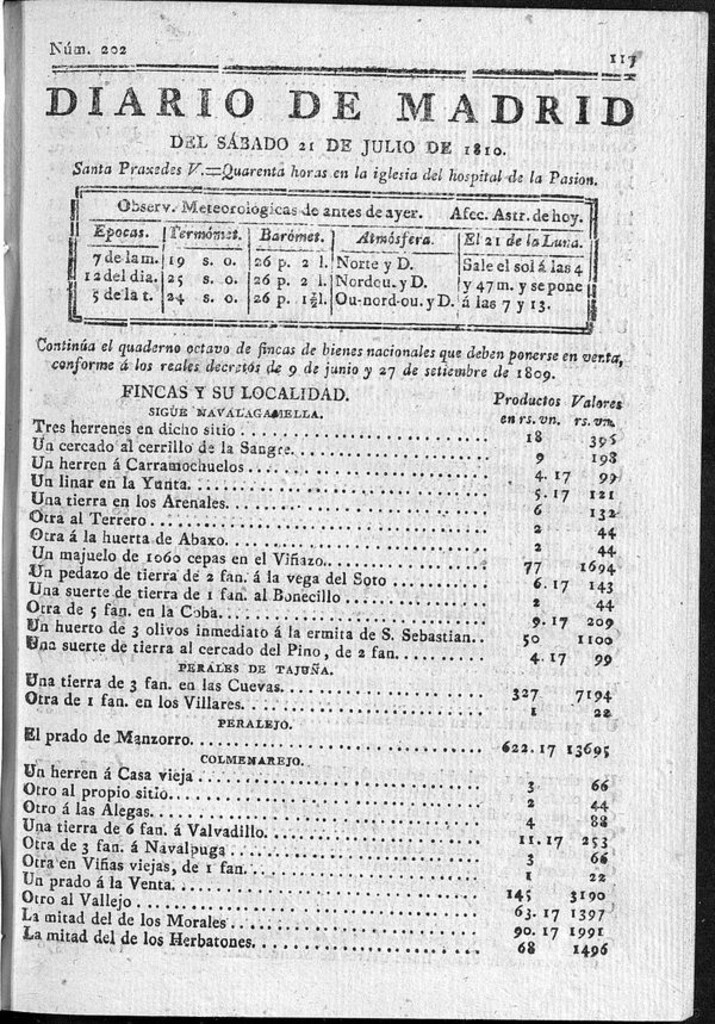 Núm. 202
117
DIARIO DE MADRID
DEL SÁBADO 21 DE JULIO DE 1810.
Santa Praxedes V.=Quarenta horas en la iglesia del hospital de la Pasion.
Observ. Meteorológicas de antes de ayer. Afec. Astr. de hoy.
Epocas. Termómet. Barómet. Atmósfera. El 21 de la Luna.
7 de la m. 19 s. o. 26 p. 2 l. Norte y D. Sale el sol á las 4
12 del dia. 25 s. o. 26 p. 2 l. Nordeu. y D. y 47 m. y se pone
5 de la t. 24 s. o. 26 p. 1½l. Ou-nord-ou. y D. á las 7 y 13.
Continúa el quaderno octavo de fincas de bienes nacionales que deben ponerse en venta,
conforme á los reales decretos de 9 de junio y 27 de setiembre de 1809.
FINCAS Y SU LOCALIDAD. Productos Valores
SIGUE NAVALAGAMELLA. en rs. vn. rs. vn.
Tres herrenes en dicho sitio 18 395
Un cercado al cerrillo de la Sangre. 9 198
Un herren á Carramochuelos 4. 17 99
Un linar en la Yunta. 5. 17 121
Una tierra en los Arenales. 6 132
Otra al Terrero 2 44
Otra á la huerta de Abaxo. 2 44
Un majuelo de 1060 cepas en el Viñazo. 77 1694
Un pedazo de tierra de 2 fan. á la vega del Soto 6. 17 143
Una suerte de tierra de 1 fan. al Bonecillo 2 44
Otra de 5 fan. en la Coba. 9. 17 209
Un huerto de 3 olivos inmediato á la ermita de S. Sebastian. 50 1100
Una suerte de tierra al cercado del Pino, de 2 fan. 4. 17 99
PERALES DE TAJUÑA.
Una tierra de 3 fan. en las Cuevas. 327 7194
Otra de 1 fan. en los Villares. 1 22
PERALEJO.
El prado de Manzorro. 622. 17 13695
COLMENAREJO.
Un herren á Casa vieja 3 66
Otro al propio sitio. 2 44
Otro á las Alegas. 4 88
Una tierra de 6 fan. á Valvadillo. 11. 17 253
Otra de 3 fan. á Navalpuga 3 66
Otra en Viñas viejas, de 1 fan. 1 22
Un prado á la Venta. 145 3190
Otro al Vallejo 63. 17 1397
La mitad del de los Morales 90. 17 1991
La mitad del de los Herbatones. 68 1496